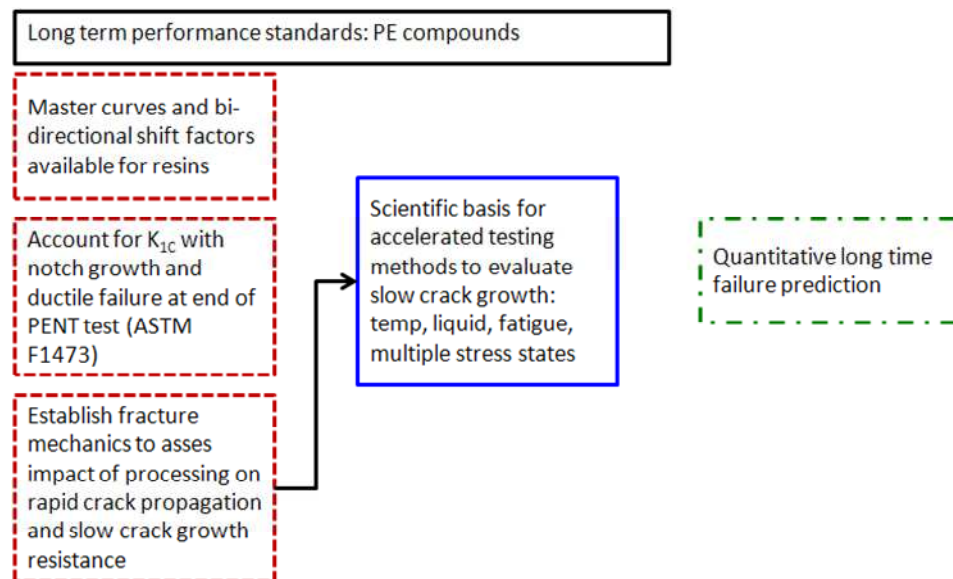 Long term performance standards: PE compounds
Master curves and bi-
directional shift factors
available for resins
Account for K1C with
notch growth and
ductile failure at end of
PENT test (ASTM
F1473)
Establish fracture
mechanics to asses
impact of processing on
rapid crack propagation
and slow crack growth
resistance
Scientific basis for
accelerated testing
methods to evaluate
slow crack growth:
temp, liquid, fatigue,
multiple stress states
Quantitative long time
failure prediction